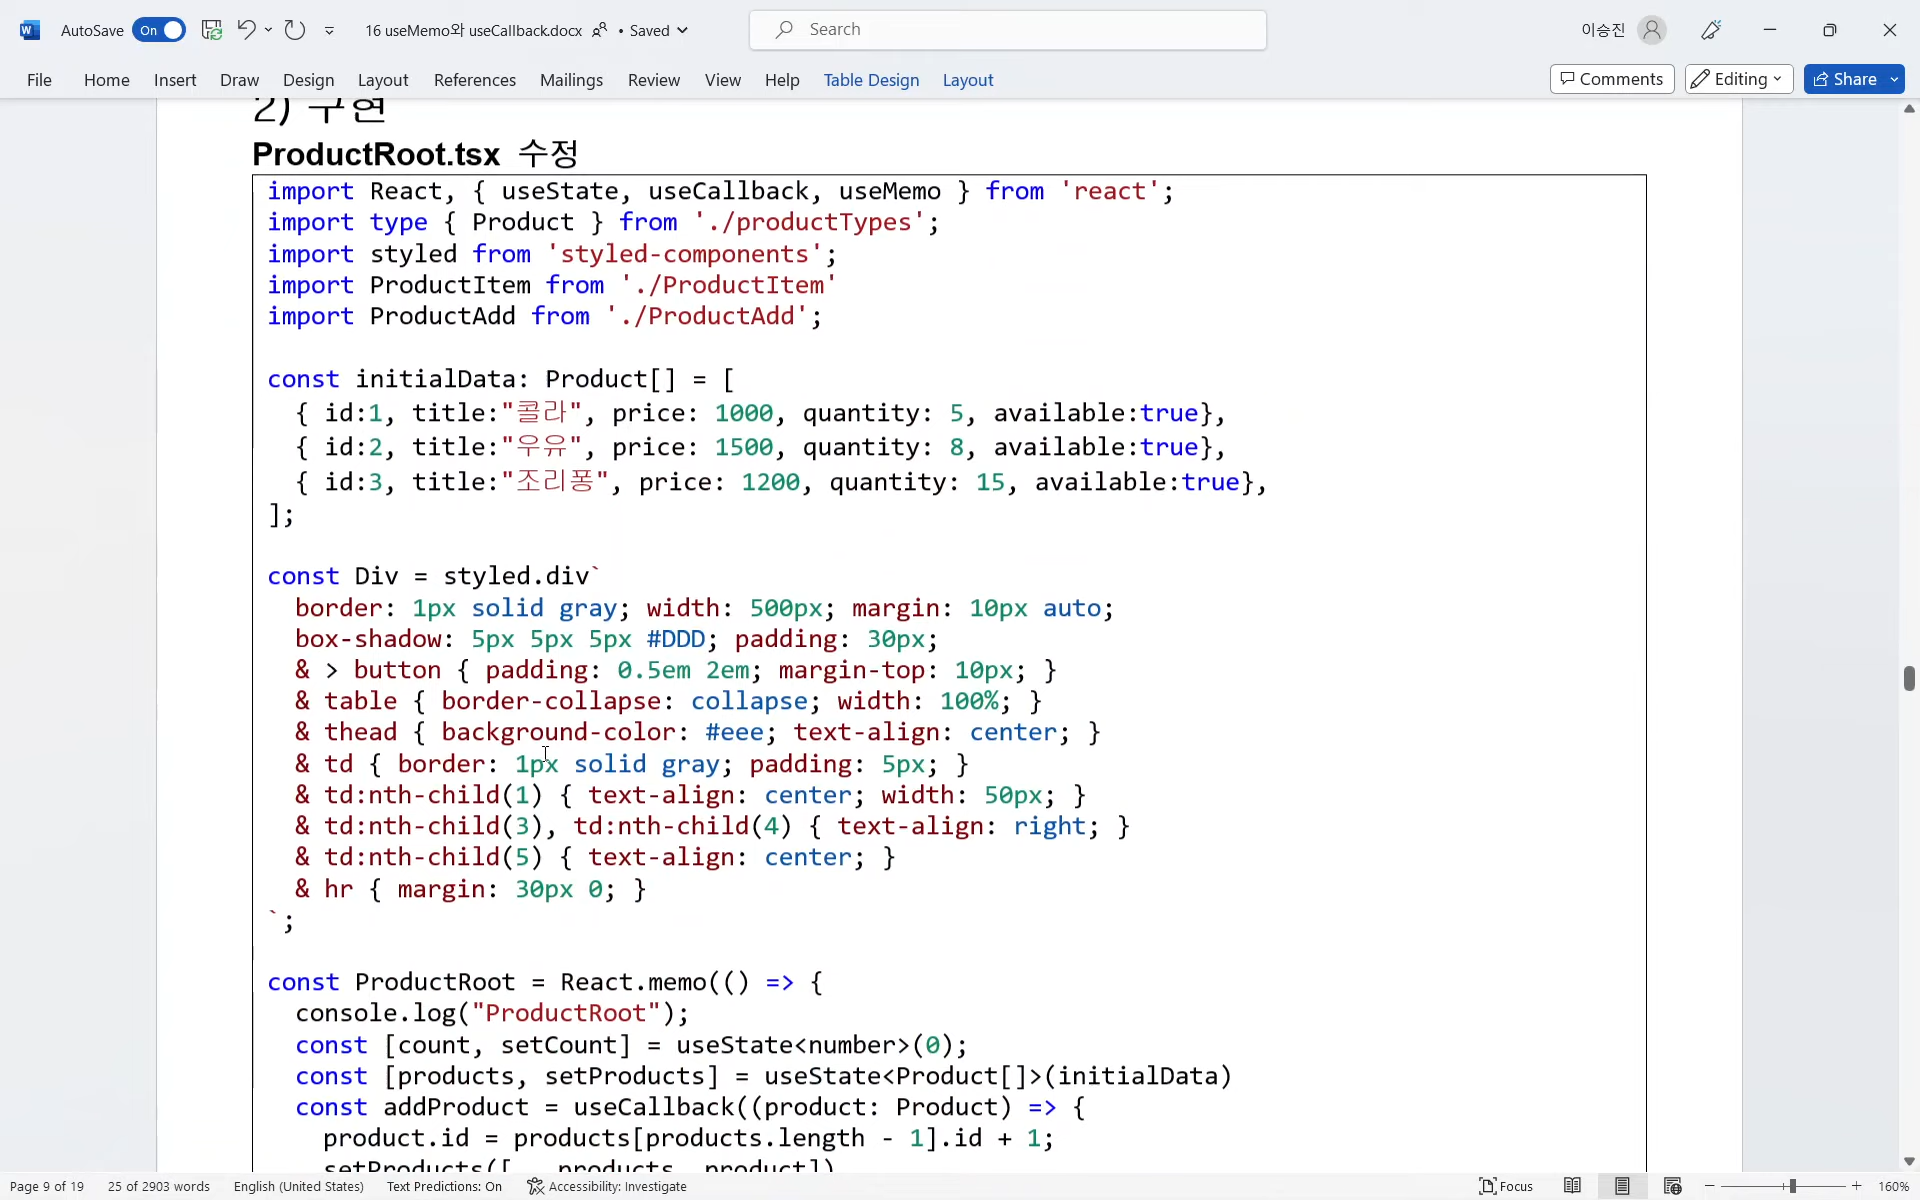 AutoSave On 16 useMemo와 useCallback.docx • Saved Search 이승진
File Home Insert Draw Design Layout References Mailings Review View Help Table Design Layout Comments Editing Share
2) 구현
ProductRoot.tsx 수정
import React, { useState, useCallback, useMemo } from 'react';
import type { Product } from './productTypes';
import styled from 'styled-components';
import ProductItem from './ProductItem'
import ProductAdd from './ProductAdd';
const initialData: Product[] = [
{ id:1, title:"콜라", price: 1000, quantity: 5, available:true},
{ id:2, title:"우유", price: 1500, quantity: 8, available:true},
{ id:3, title:"조리퐁", price: 1200, quantity: 15, available:true},
];
const Div = styled.div`
border: 1px solid gray; width: 500px; margin: 10px auto;
box-shadow: 5px 5px 5px #DDD; padding: 30px;
& > button { padding: 0.5em 2em; margin-top: 10px; }
& table { border-collapse: collapse; width: 100%; }
& thead { background-color: #eee; text-align: center; }
& td { border: 1px solid gray; padding: 5px; }
& td:nth-child(1) { text-align: center; width: 50px; }
& td:nth-child(3), td:nth-child(4) { text-align: right; }
& td:nth-child(5) { text-align: center; }
& hr { margin: 30px 0; }
`;
const ProductRoot = React.memo(() => {
console.log("ProductRoot");
const [count, setCount] = useState<number>(0);
const [products, setProducts] = useState<Product[]>(initialData)
const addProduct = useCallback((product: Product) => {
product.id = products[products.length - 1].id + 1;
setProducts([...products, product])
Page 9 of 19 25 of 2903 words English (United States) Text Predictions: On Accessibility: Investigate Focus 160%